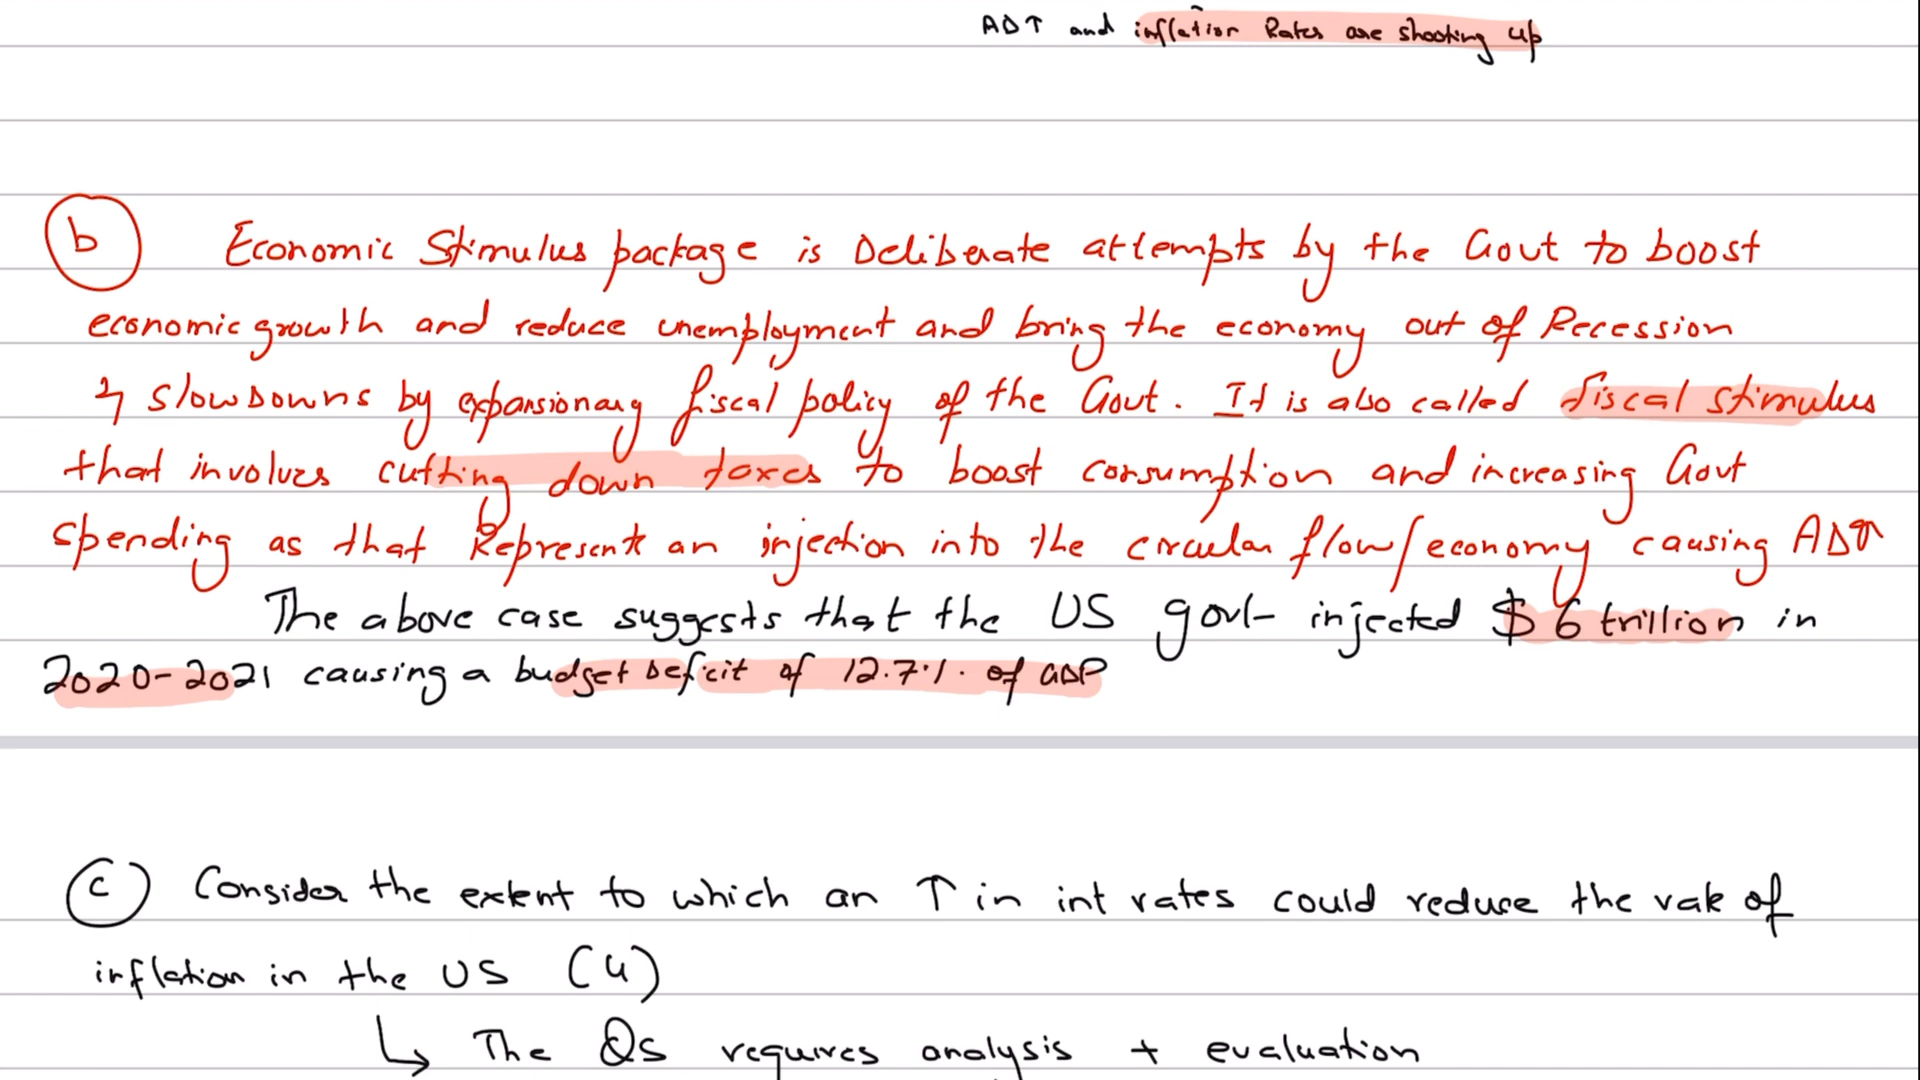 AD↑ and inflation Rates are shooting up
b Economic Stimulus package is Deliberate attempts by the Govt to boost
economic growth and reduce unemployment and bring the economy out of Recession
& slowdowns by expansionary fiscal policy of the Govt. It is also called fiscal stimulus
that involves cutting down taxes to boost consumption and increasing Govt
spending as that Represents an injection into the circular flow/economy causing AD↑
The above case suggests that the US govt injected $6 trillion in
2020-2021 causing a budget Deficit of 12.7%. of GDP
c Consider the extent to which an ↑ in int rates could reduce the rate of
inflation in the US (4)
↳ The Qs requires analysis + evaluation